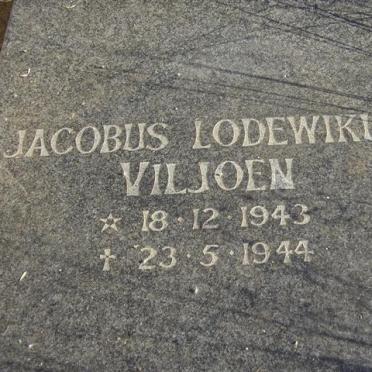 JACOBUS LODEWIK
VILJOEN
☆ 18·12·1943
† 23·5·1944